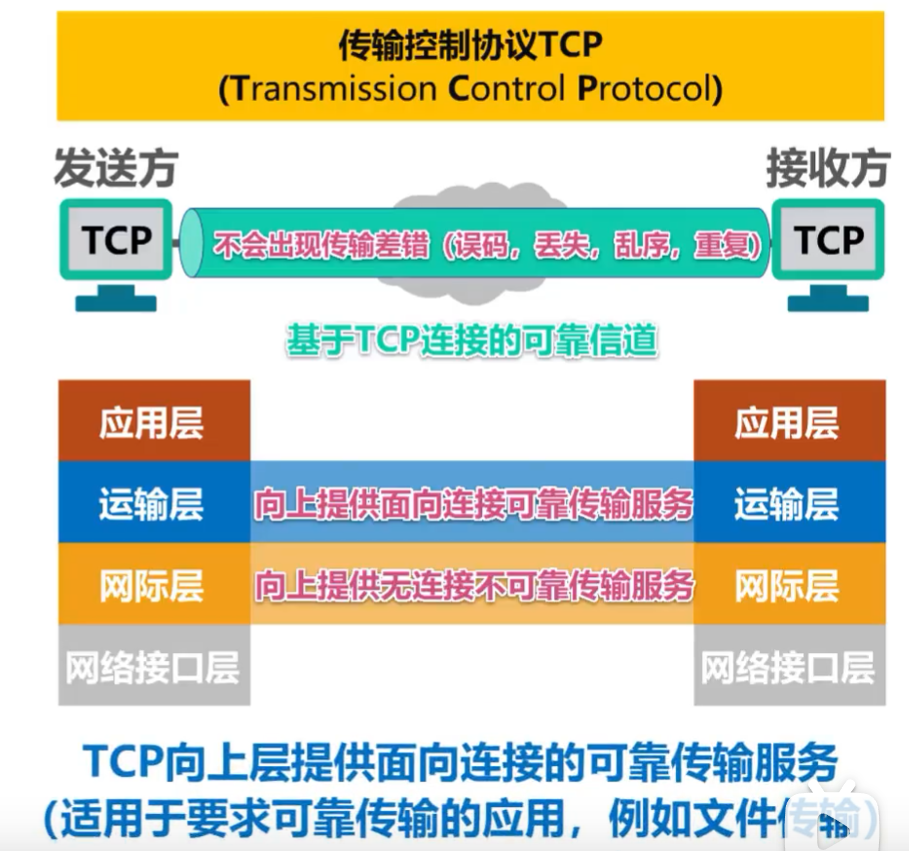 传输控制协议TCP
(Transmission Control Protocol)
发送方
接收方
TCP
不会出现传输差错（误码，丢失，乱序，重复）
TCP
基于TCP连接的可靠信道
应用层
应用层
运输层
向上提供面向连接可靠传输服务
运输层
网际层
向上提供无连接不可靠传输服务
网际层
网络接口层
网络接口层
TCP向上层提供面向连接的可靠传输服务
（适用于要求可靠传输的应用，例如文件传输）